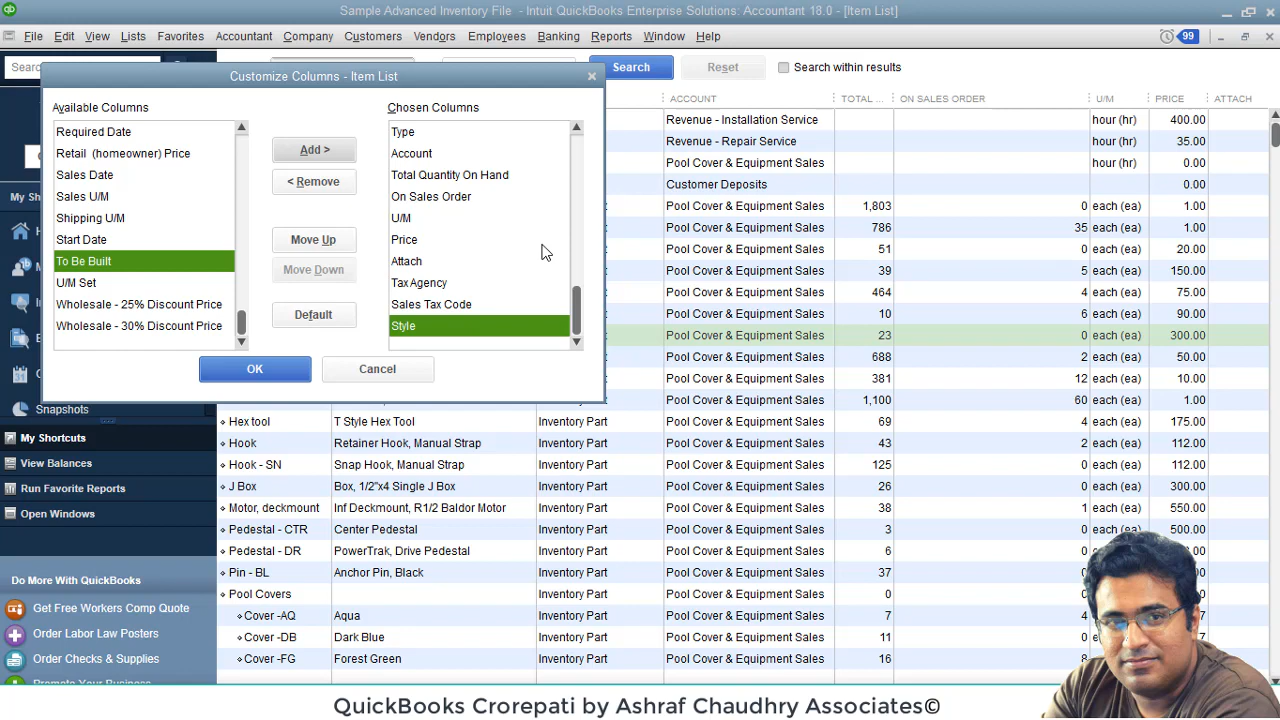 Sample Advanced Inventory File - Intuit QuickBooks Enterprise Solutions: Accountant 18.0 - [Item List]
File Edit View Lists Favorites Accountant Company Customers Vendors Employees Banking Reports Window Help 99
Search Reset Search within results
Customize Columns - Item List
Available Columns
Required Date
Retail (homeowner) Price
Sales Date
Sales U/M
Shipping U/M
Start Date
To Be Built
U/M Set
Wholesale - 25% Discount Price
Wholesale - 30% Discount Price
Add >
< Remove
Move Up
Move Down
Default
Chosen Columns
Type
Account
Total Quantity On Hand
On Sales Order
U/M
Price
Attach
Tax Agency
Sales Tax Code
Style
OK Cancel
Snapshots
My Shortcuts
View Balances
Run Favorite Reports
Open Windows
Do More With QuickBooks
Get Free Workers Comp Quote
Order Labor Law Posters
Order Checks & Supplies
ACCOUNT TOTAL ... ON SALES ORDER U/M PRICE ATTACH
Revenue - Installation Service hour (hr) 400.00
Revenue - Repair Service hour (hr) 35.00
Pool Cover & Equipment Sales hour (hr) 0.00
Customer Deposits 0.00
Pool Cover & Equipment Sales 1,803 0 each (ea) 1.00
Pool Cover & Equipment Sales 786 35 each (ea) 1.00
Pool Cover & Equipment Sales 51 0 each (ea) 20.00
Pool Cover & Equipment Sales 39 5 each (ea) 150.00
Pool Cover & Equipment Sales 464 4 each (ea) 75.00
Pool Cover & Equipment Sales 10 6 each (ea) 90.00
Pool Cover & Equipment Sales 23 0 each (ea) 300.00
Pool Cover & Equipment Sales 688 2 each (ea) 50.00
Pool Cover & Equipment Sales 381 12 each (ea) 10.00
Pool Cover & Equipment Sales 1,100 60 each (ea) 1.00
Hex tool T Style Hex Tool Inventory Part Pool Cover & Equipment Sales 69 4 each (ea) 175.00
Hook Retainer Hook, Manual Strap Inventory Part Pool Cover & Equipment Sales 43 2 each (ea) 112.00
Hook - SN Snap Hook, Manual Strap Inventory Part Pool Cover & Equipment Sales 125 0 each (ea) 112.00
J Box Box, 1/2"x4 Single J Box Inventory Part Pool Cover & Equipment Sales 26 0 each (ea) 300.00
Motor, deckmount Inf Deckmount, R1/2 Baldor Motor Inventory Part Pool Cover & Equipment Sales 38 1 each (ea) 550.00
Pedestal - CTR Center Pedestal Inventory Part Pool Cover & Equipment Sales 3 0 each (ea) 500.00
Pedestal - DR PowerTrak, Drive Pedestal Inventory Part Pool Cover & Equipment Sales 6 0
Pin - BL Anchor Pin, Black Inventory Part Pool Cover & Equipment Sales 37 0
Pool Covers Inventory Part Pool Cover & Equipment Sales 0 0
Cover -AQ Aqua Inventory Part Pool Cover & Equipment Sales 7 4
Cover -DB Dark Blue Inventory Part Pool Cover & Equipment Sales 11 0
Cover -FG Forest Green Inventory Part Pool Cover & Equipment Sales 16 8
QuickBooks Crorepati by Ashraf Chaudhry Associates©